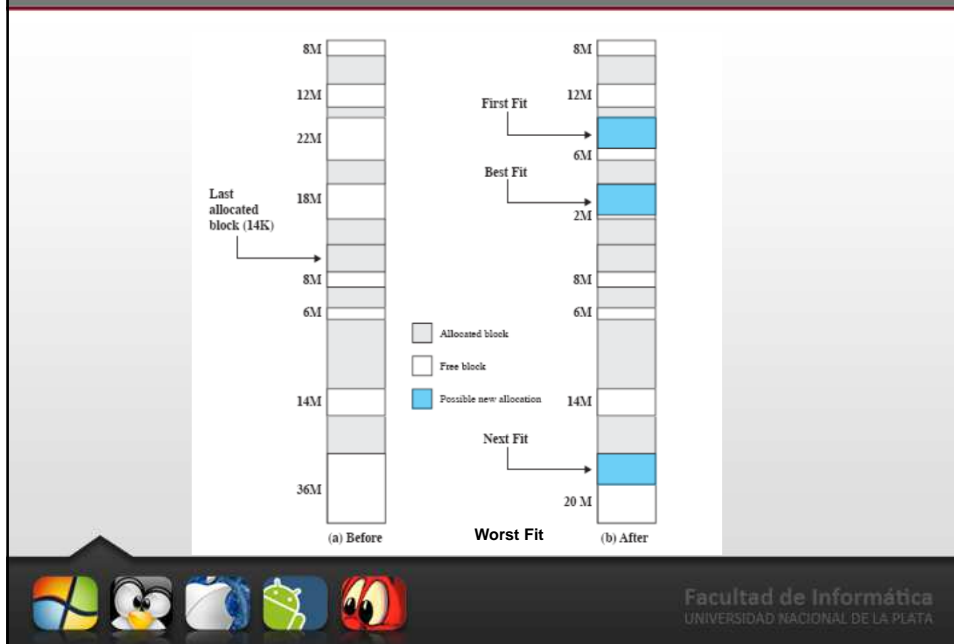 8M
12M
22M
Last
allocated
block (14K)
18M
8M
6M
14M
36M
(a) Before
Allocated block
Free block
Possible new allocation
8M
12M
First Fit
6M
Best Fit
2M
8M
6M
14M
Next Fit
20 M
Worst Fit
(b) After
Facultad de Informática
UNIVERSIDAD NACIONAL DE LA PLATA